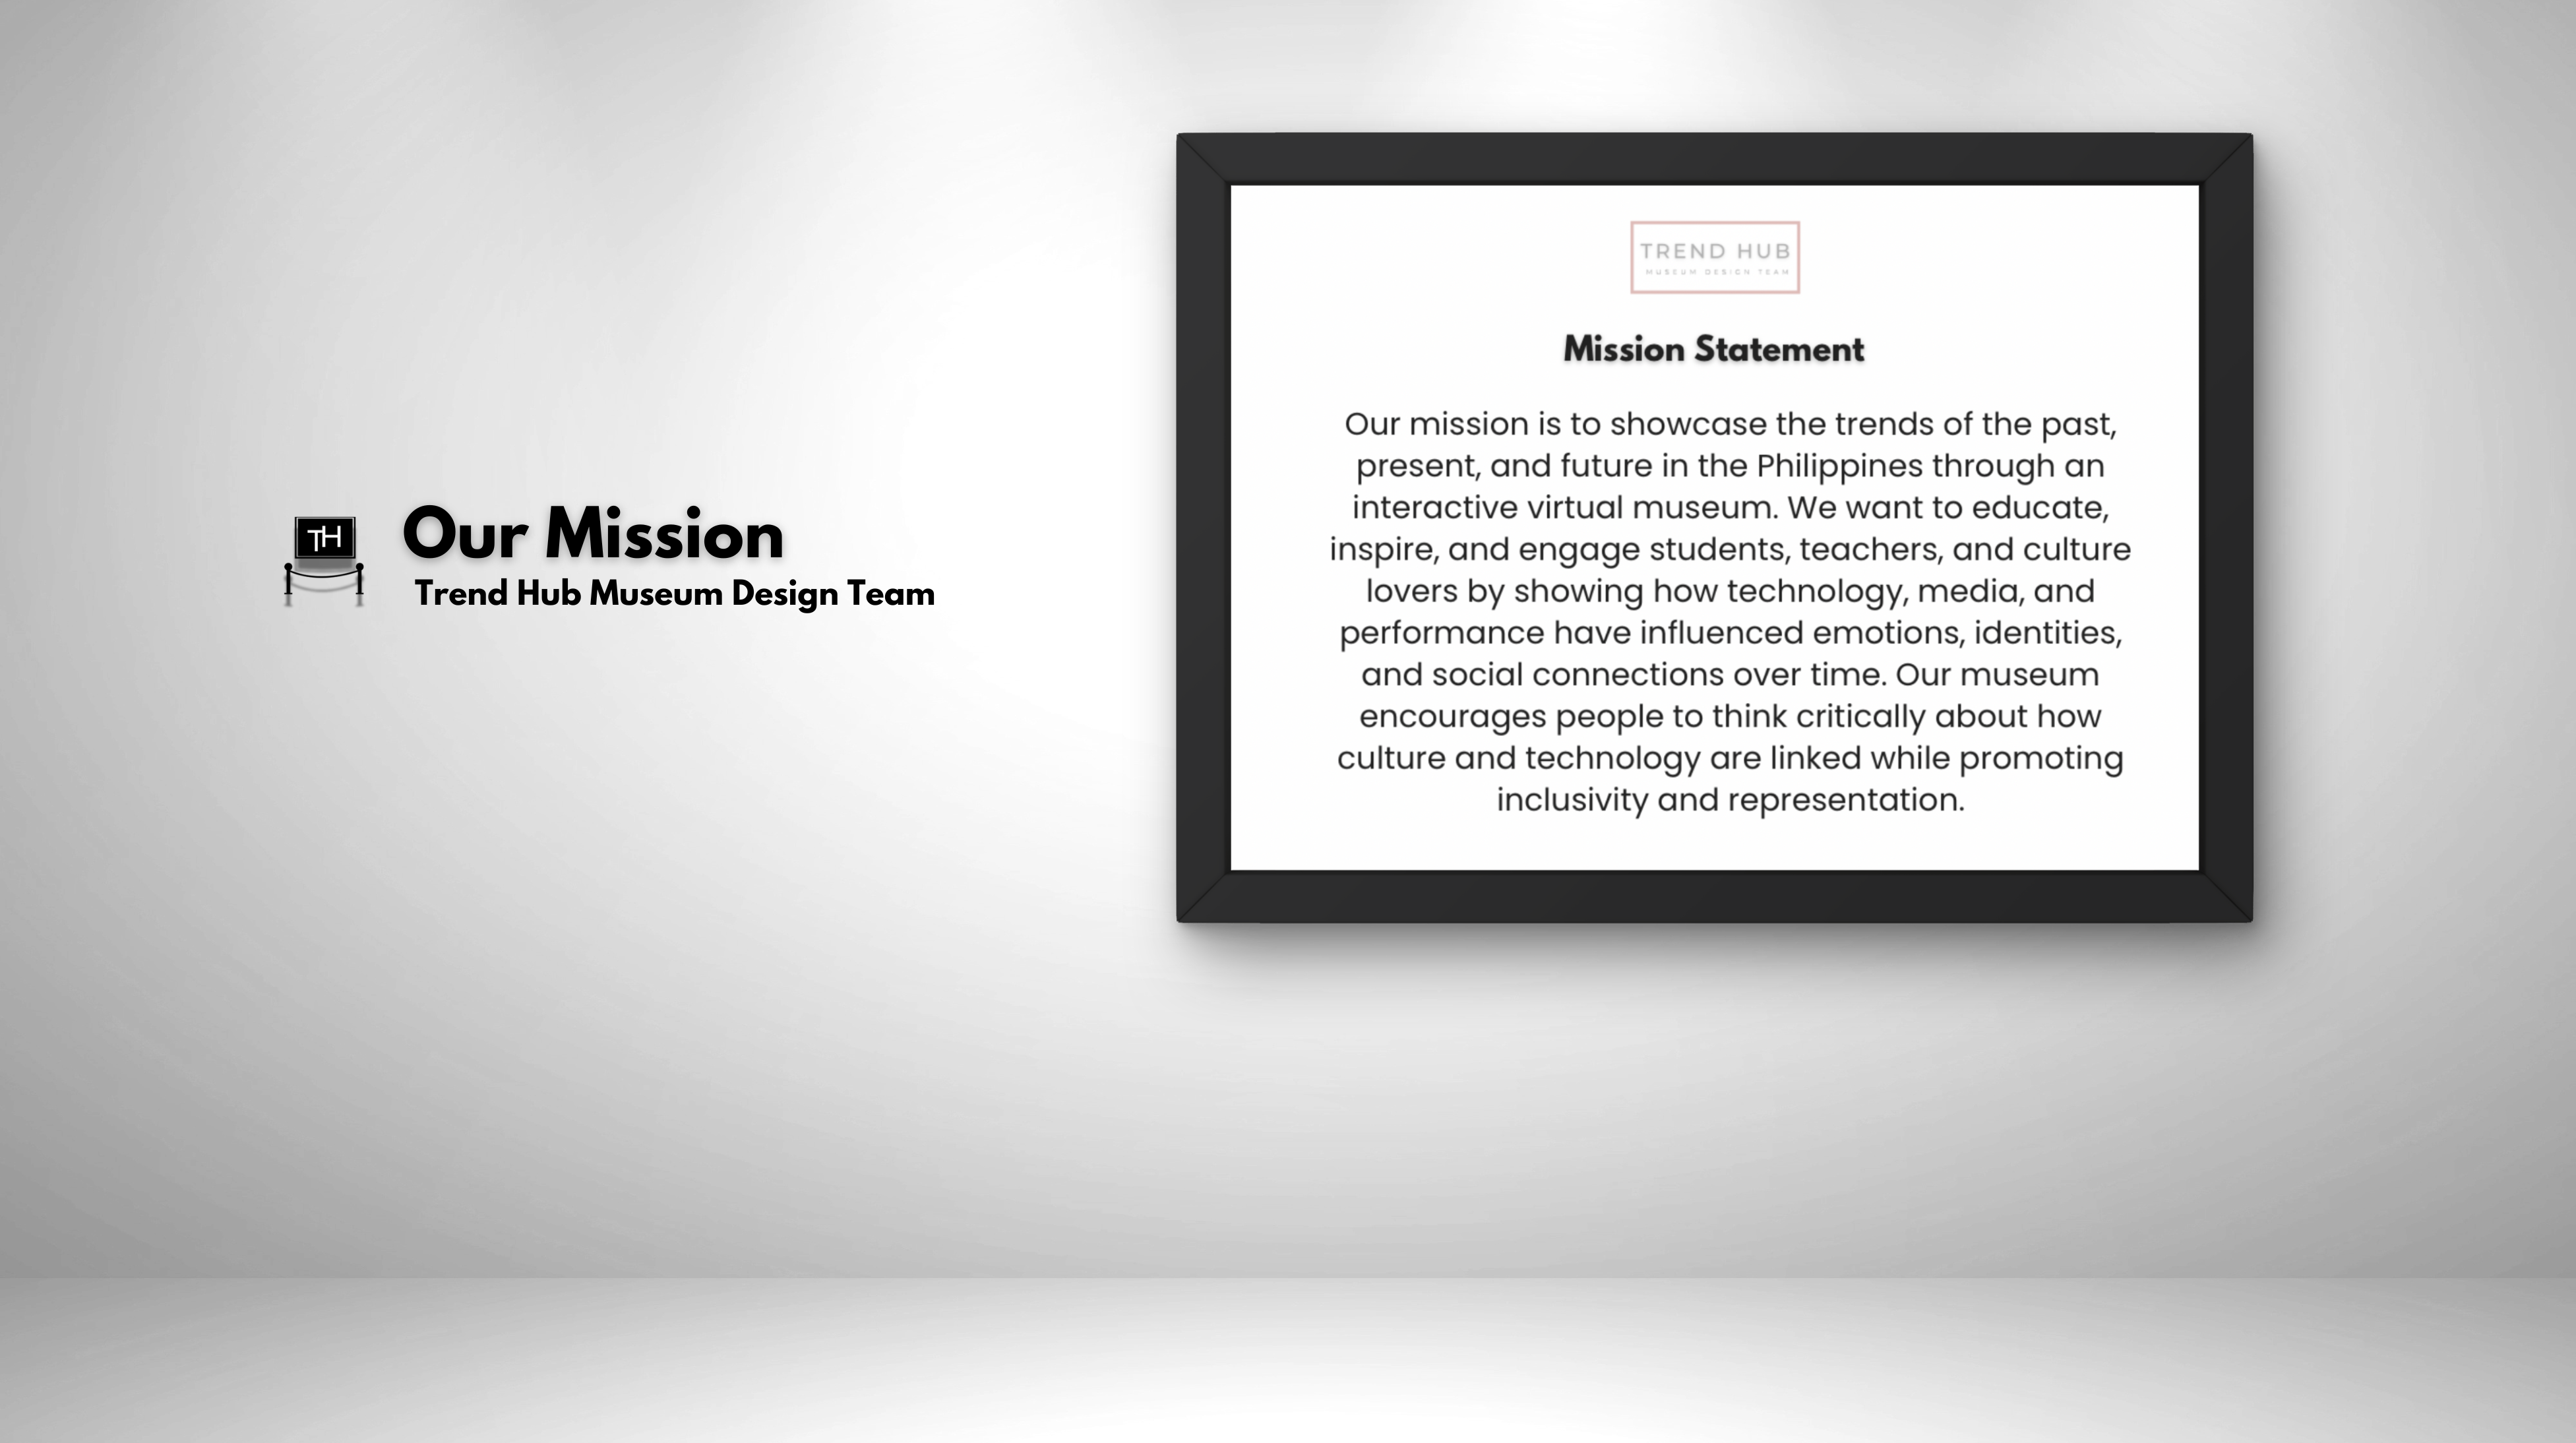 TH
Our Mission
Trend Hub Museum Design Team
TREND HUB
MUSEUM DESIGN TEAM
Mission Statement
Our mission is to showcase the trends of the past,
present, and future in the Philippines through an
interactive virtual museum. We want to educate,
inspire, and engage students, teachers, and culture
lovers by showing how technology, media, and
performance have influenced emotions, identities,
and social connections over time. Our museum
encourages people to think critically about how
culture and technology are linked while promoting
inclusivity and representation.